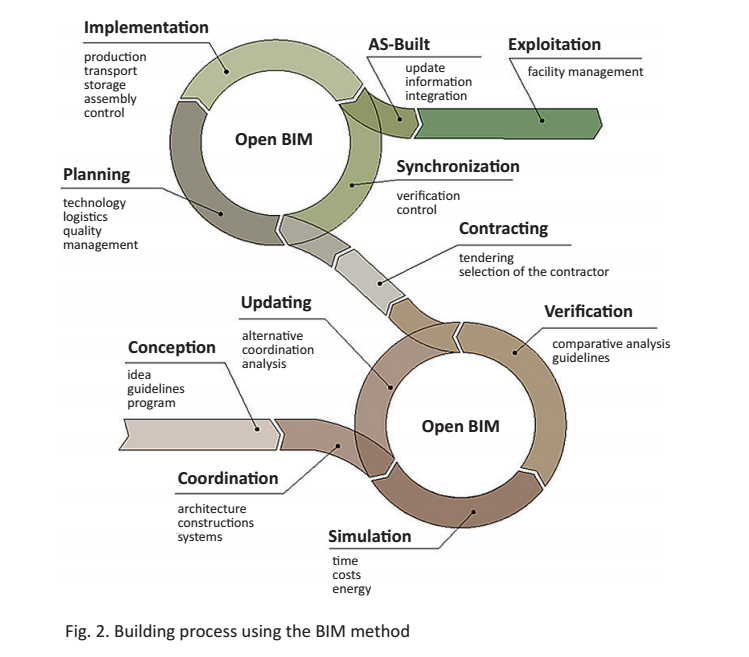 Implementation
production
transport
storage
assembly
control
AS-Built
update
information
integration
Exploitation
facility management
Open BIM
Planning
technology
logistics
quality
management
Synchronization
verification
control
Contracting
tendering
selection of the contractor
Updating
alternative
coordination
analysis
Verification
comparative analysis
guidelines
Conception
idea
guidelines
program
Open BIM
Coordination
architecture
constructions
systems
Simulation
time
costs
energy
Fig. 2. Building process using the BIM method